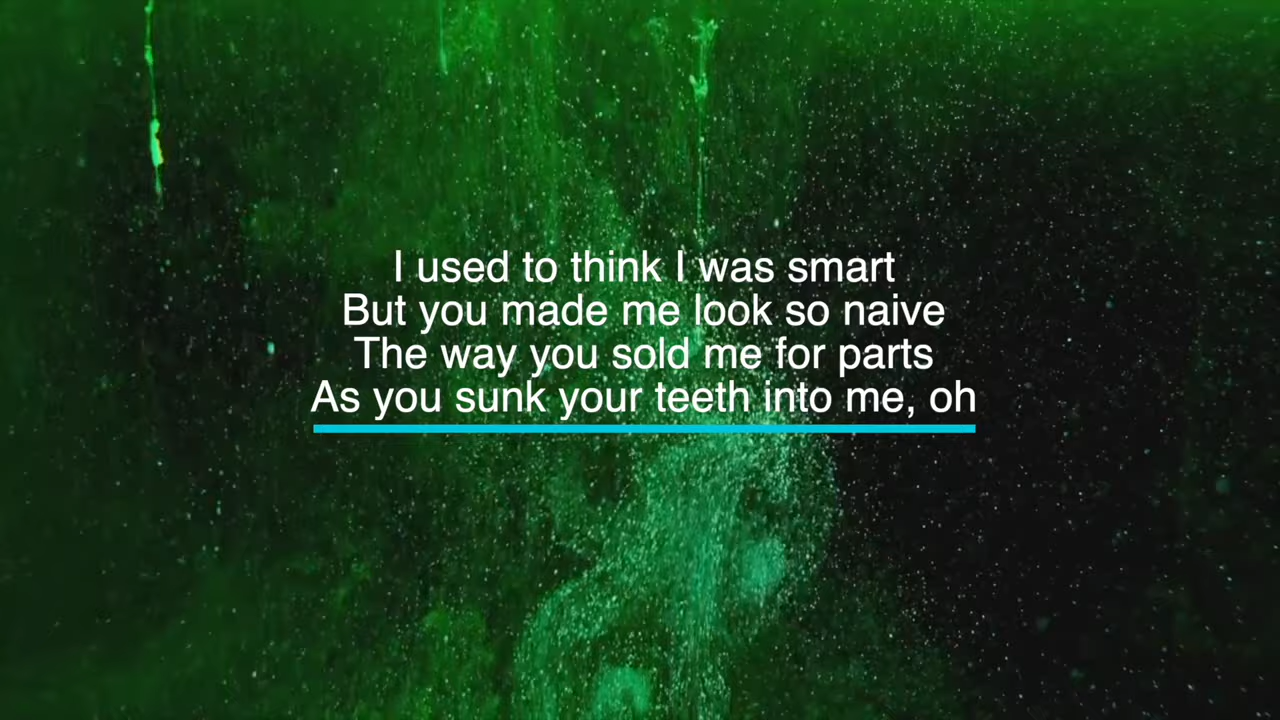 I used to think I was smart
But you made me look so naive
The way you sold me for parts
As you sunk your teeth into me, oh